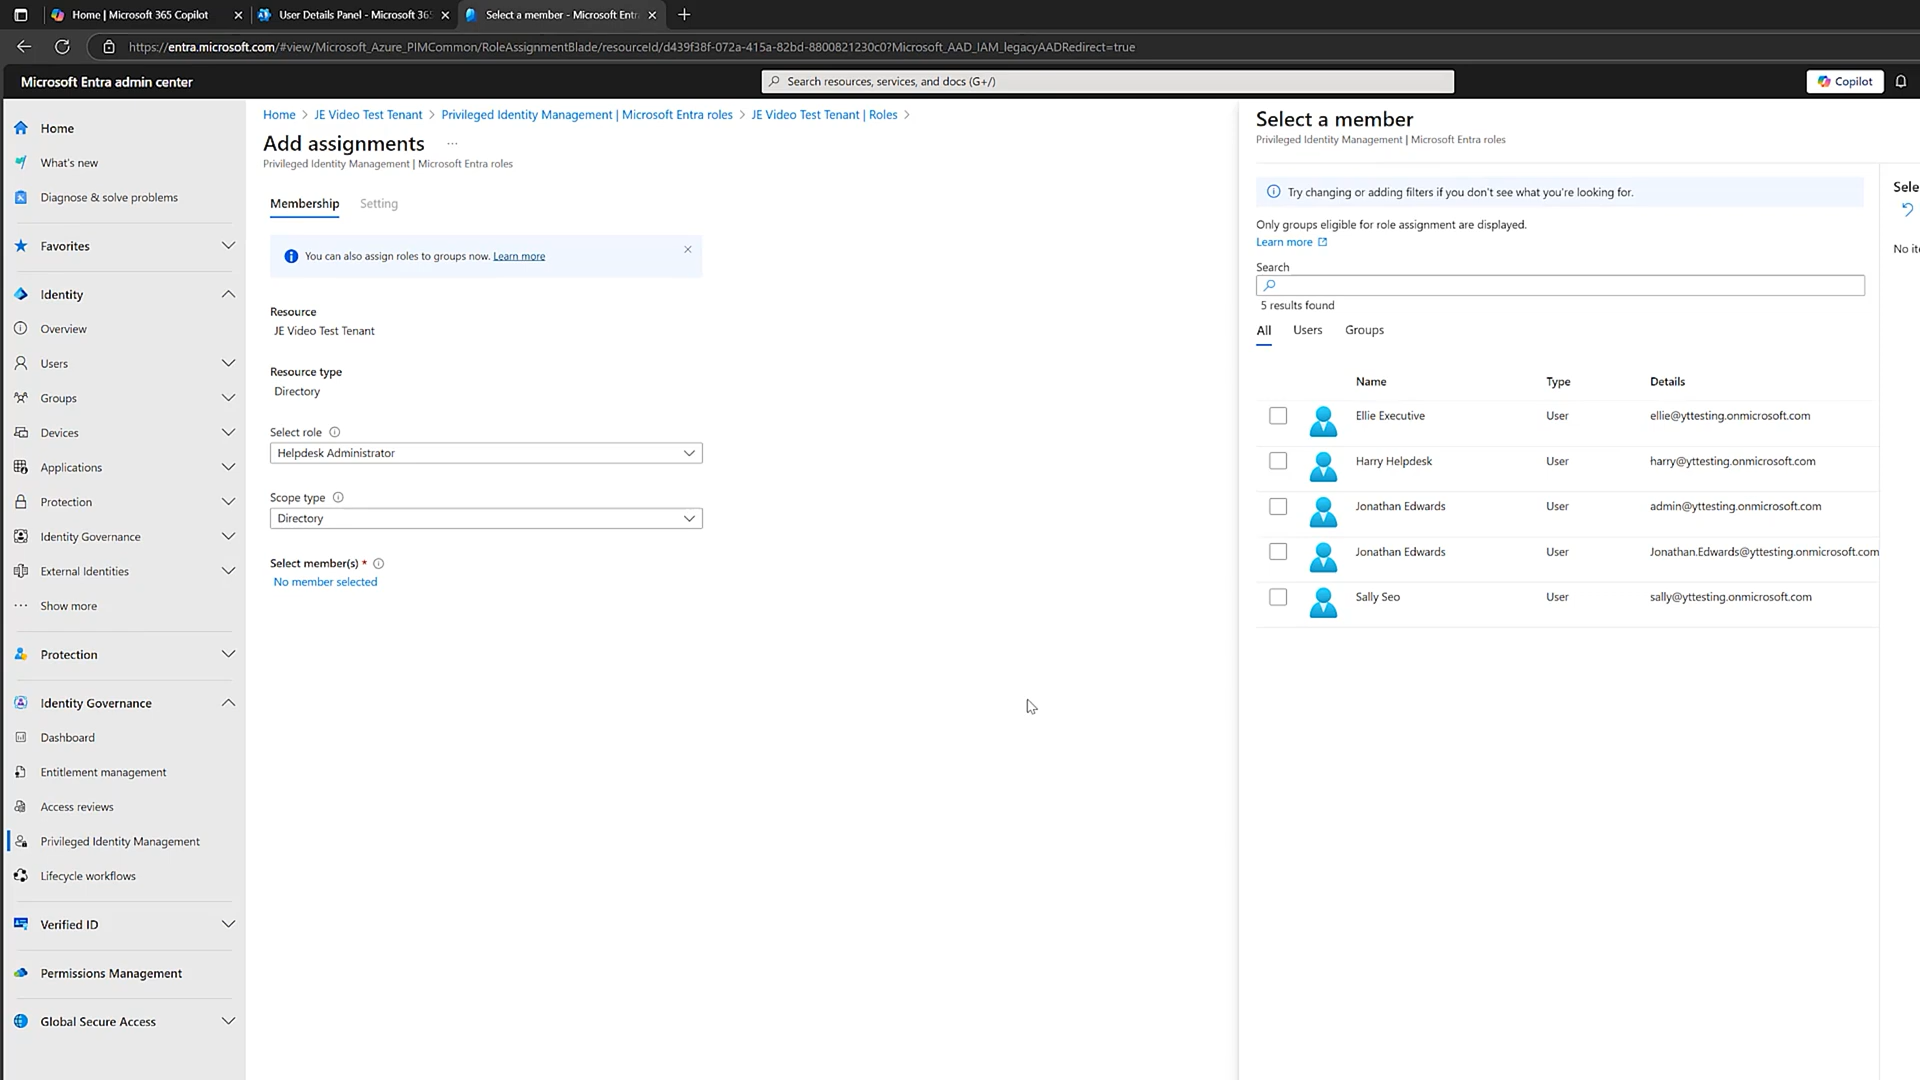 Home | Microsoft 365 Copilot
User Details Panel - Microsoft 36
Select a member - Microsoft Entr
https://entra.microsoft.com/#view/Microsoft_Azure_PIMCommon/RoleAssignmentBlade/resourceId/d439f38f-072a-415a-82bd-8800821230c0?Microsoft_AAD_IAM_legacyAADRedirect=true
Microsoft Entra admin center
Search resources, services, and docs (G+/)
Copilot
Home
What's new
Diagnose & solve problems
Favorites
Identity
Overview
Users
Groups
Devices
Applications
Protection
Identity Governance
External Identities
Show more
Protection
Identity Governance
Dashboard
Entitlement management
Access reviews
Privileged Identity Management
Lifecycle workflows
Verified ID
Permissions Management
Global Secure Access
Home > JE Video Test Tenant > Privileged Identity Management | Microsoft Entra roles > JE Video Test Tenant | Roles >
Add assignments ...
Privileged Identity Management | Microsoft Entra roles
Membership Setting
You can also assign roles to groups now. Learn more
Resource
JE Video Test Tenant
Resource type
Directory
Select role
Helpdesk Administrator
Scope type
Directory
Select member(s) *
No member selected
Select a member
Privileged Identity Management | Microsoft Entra roles
Try changing or adding filters if you don't see what you're looking for.
Only groups eligible for role assignment are displayed.
Learn more
Search
5 results found
All Users Groups
Name Type Details
Ellie Executive User ellie@yttesting.onmicrosoft.com
Harry Helpdesk User harry@yttesting.onmicrosoft.com
Jonathan Edwards User admin@yttesting.onmicrosoft.com
Jonathan Edwards User Jonathan.Edwards@yttesting.onmicrosoft.com
Sally Seo User sally@yttesting.onmicrosoft.com
Sele
No it